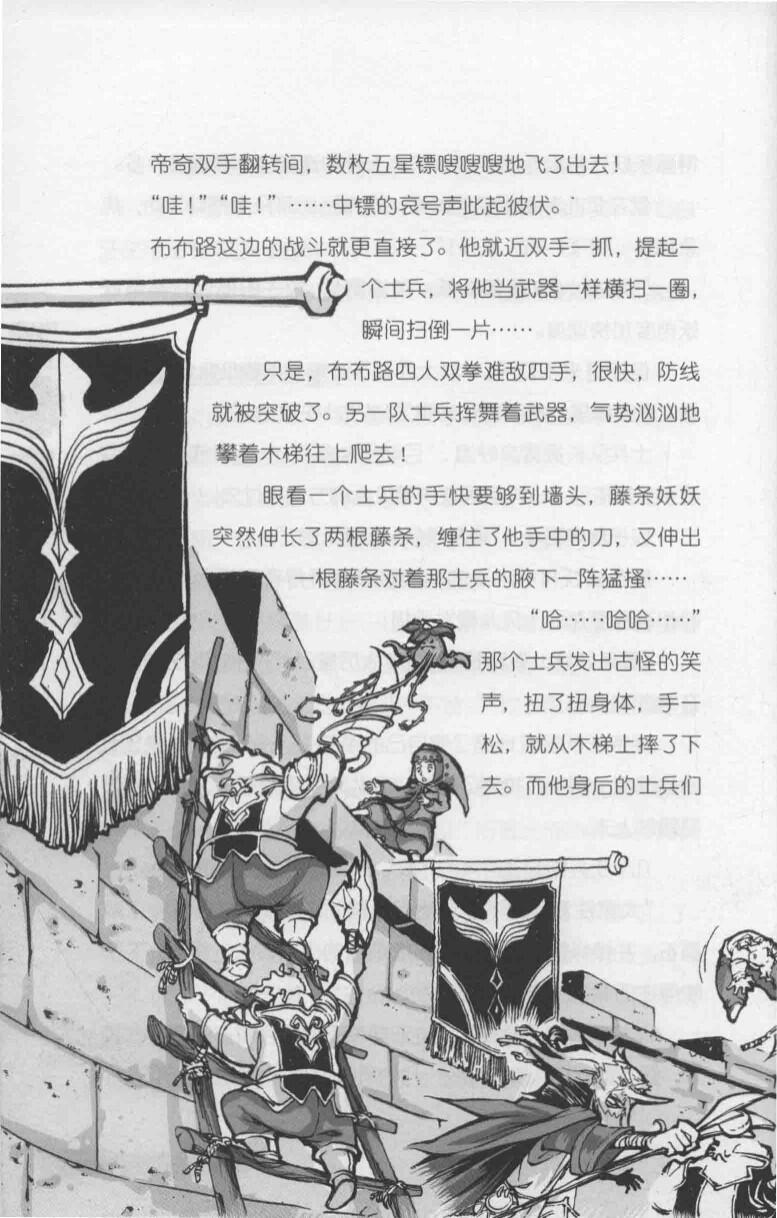 帝奇双手翻转间，数枚五星镖嗖嗖嗖地飞了出去！
“哇！”“哇！”……中镖的哀号声此起彼伏。
布布路这边的战斗就更直接了。他就近双手一抓，提起一
个士兵，将他当武器一样横扫一圈，
瞬间扫倒一片……
只是，布布路四人双拳难敌四手，很快，防线
就被突破了。另一队士兵挥舞着武器，气势汹汹地
攀着木梯往上爬去！
眼看一个士兵的手快要够到墙头，藤条妖妖
突然伸长了两根藤条，缠住了他手中的刀，又伸出
一根藤条对着那士兵的腋下一阵猛搔……
“哈……哈哈……”
那个士兵发出古怪的笑
声，扭了扭身体，手一
松，就从木梯上摔了下
去。而他身后的士兵们